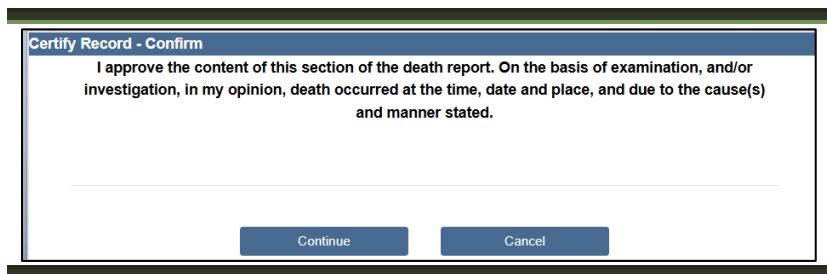 Certify Record - Confirm
I approve the content of this section of the death report. On the basis of examination, and/or
investigation, in my opinion, death occurred at the time, date and place, and due to the cause(s)
and manner stated.
Continue Cancel